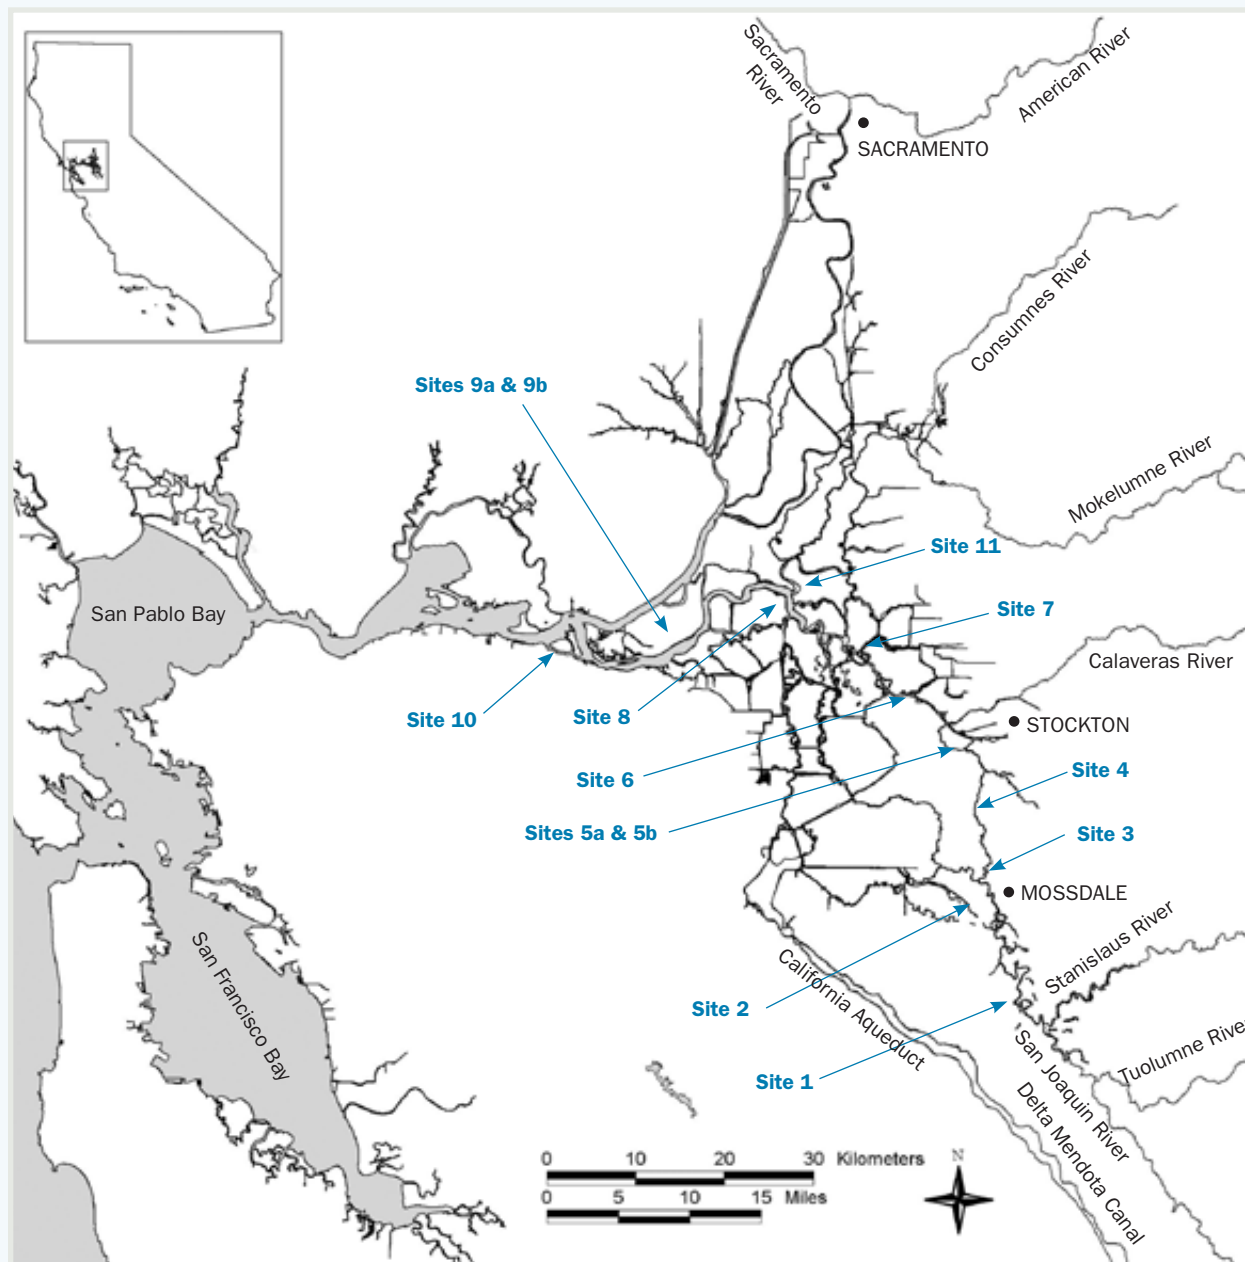 Sacramento
River
American River
SACRAMENTO
Consumnes River
Sites 9a & 9b
Mokelumne River
Site 11
San Pablo Bay
Site 7
Calaveras River
Site 10
Site 8
STOCKTON
Site 6
Site 4
Sites 5a & 5b
Site 3
MOSSDALE
Stanislaus River
San Francisco Bay
California Aqueduct
Site 2
Site 1
San Joaquin River
Tuolumne River
Delta Mendota Canal
0 10 20 30 Kilometers
0 5 10 15 Miles
N